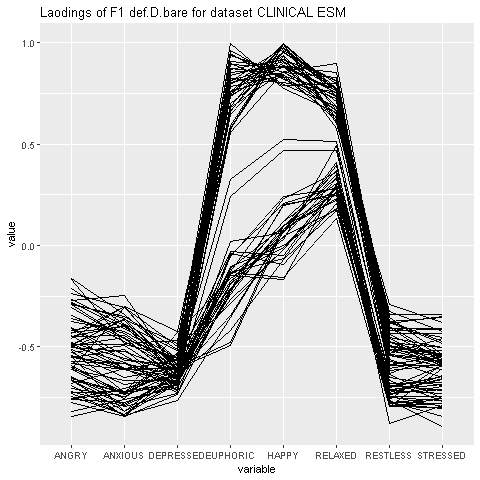 Laodings of F1 def.D.bare for dataset CLINICAL ESM
1.0
0.5
0.0
-0.5
value
ANGRY ANXIOUS DEPRESSEDEUPHORIC HAPPY RELAXED RESTLESS STRESSED
variable